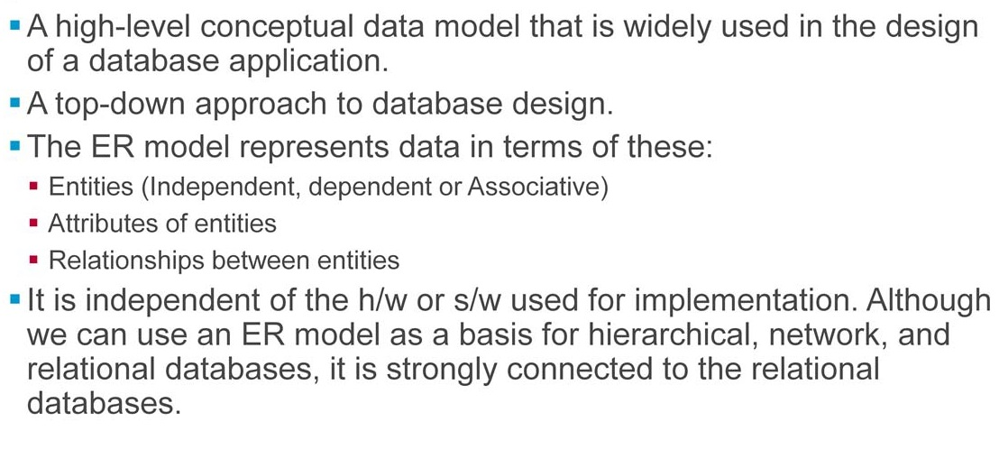 ▪ A high-level conceptual data model that is widely used in the design
of a database application.
▪ A top-down approach to database design.
▪ The ER model represents data in terms of these:
▪ Entities (Independent, dependent or Associative)
▪ Attributes of entities
▪ Relationships between entities
▪ It is independent of the h/w or s/w used for implementation. Although
we can use an ER model as a basis for hierarchical, network, and
relational databases, it is strongly connected to the relational
databases.